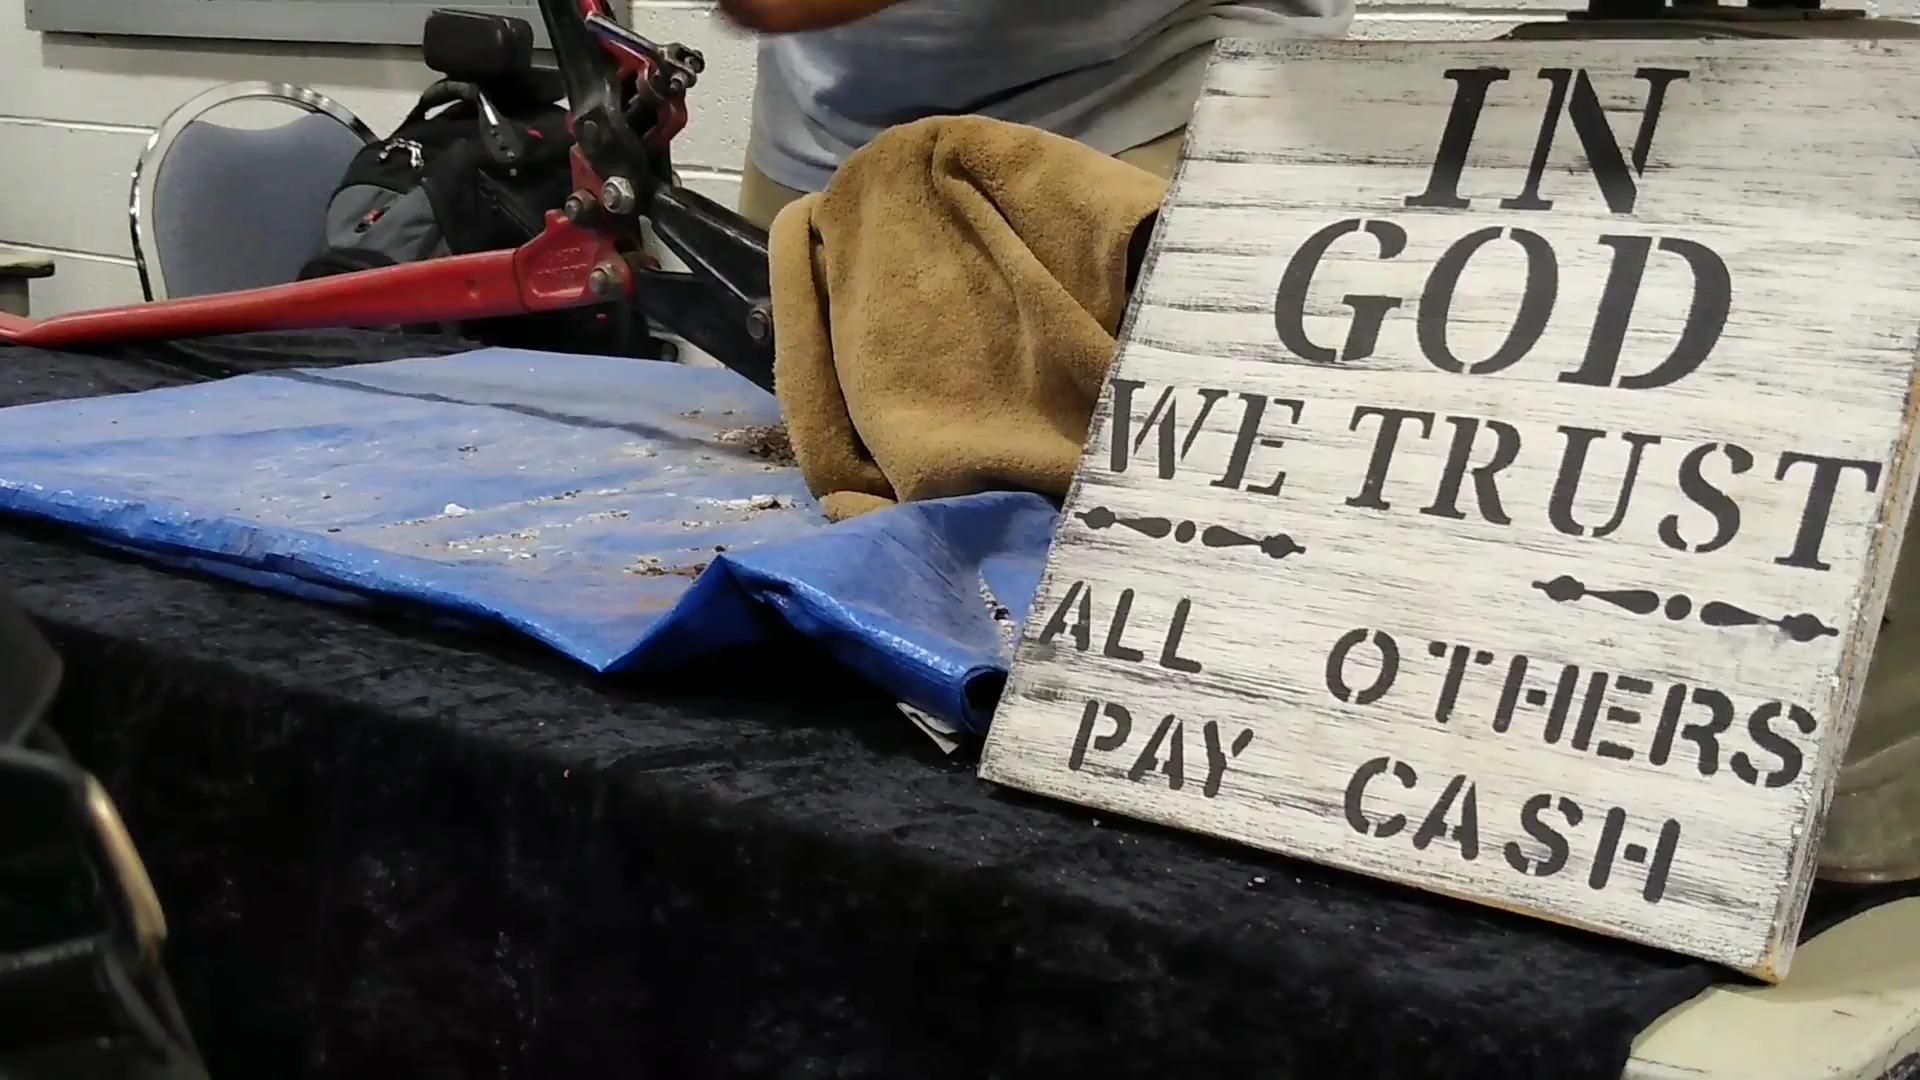 IN
GOD
WE TRUST
ALL OTHERS
PAY CASH